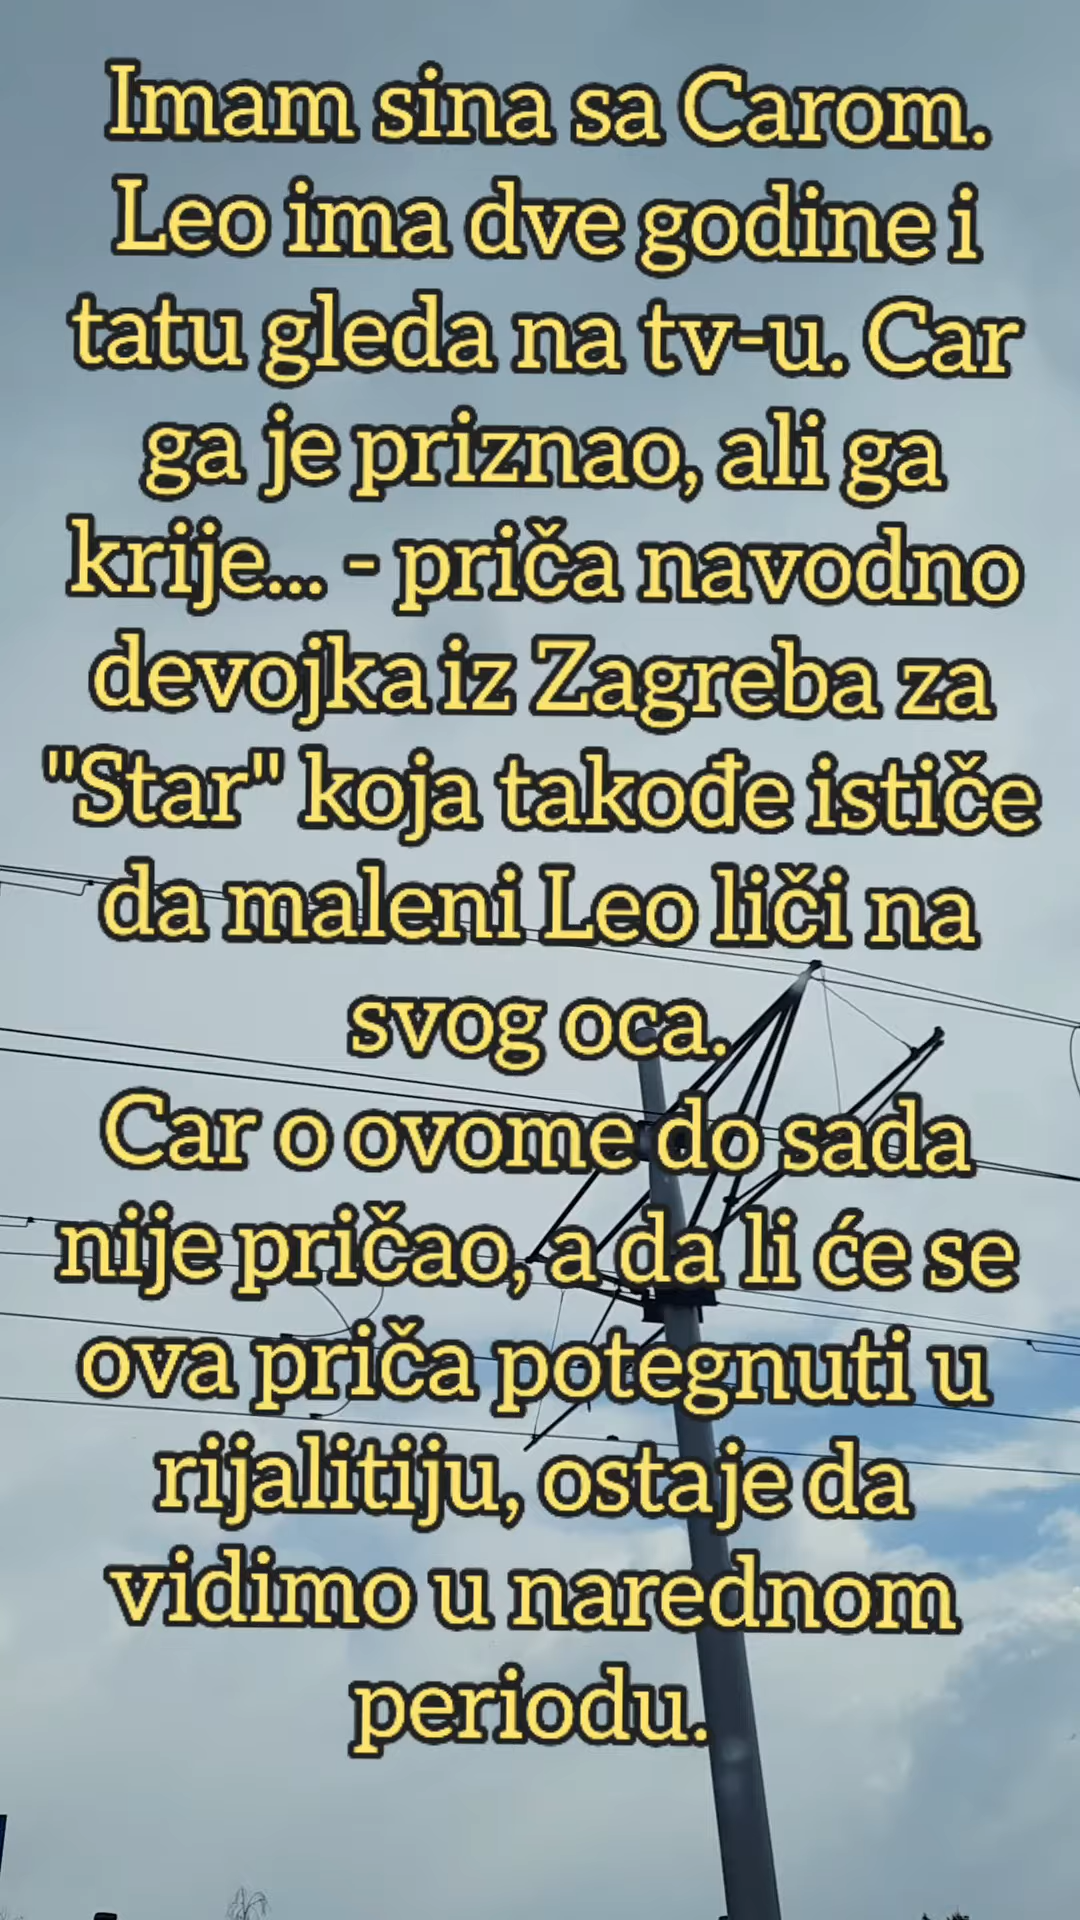 Imam sina sa Carom.
Leo ima dve godine i
tatu gleda na tv-u. Car
ga je priznao, ali ga
krije... - priča navodno
devojka iz Zagreba za
"Star" koja takođe ističe
da maleni Leo liči na
svog oca.
Car o ovome do sada
nije pričao, a da li će se
ova priča potegnuti u
rijalitiju, ostaje da
vidimo u narednom
periodu.